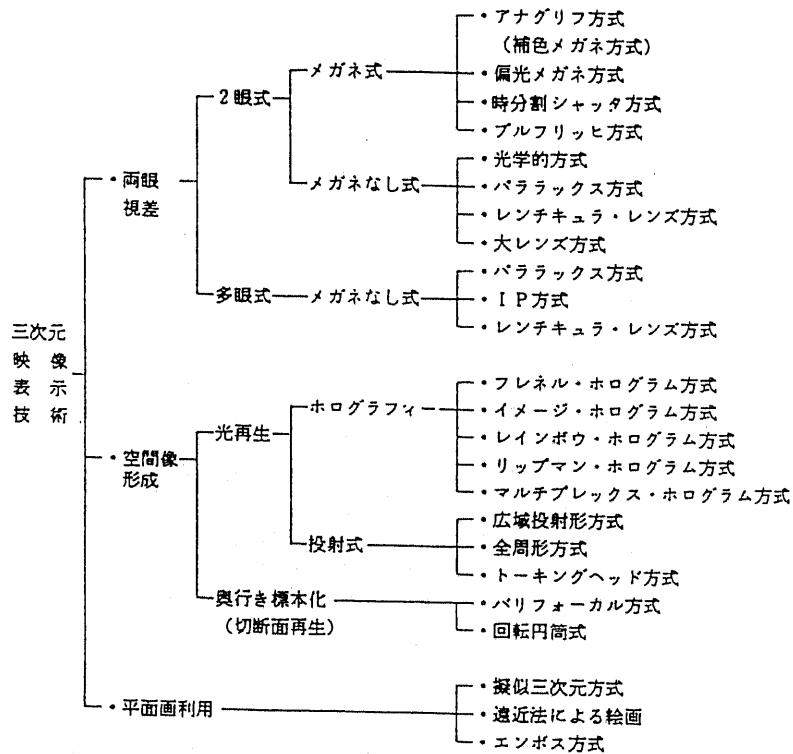 三次元
映像
表示
技術
・両眼
視差
2眼式
メガネ式
・アナグリフ方式
(補色メガネ方式)
・偏光メガネ方式
・時分割シャッタ方式
・プルフリッヒ方式
メガネなし式
・光学的方式
・パララックス方式
・レンチキュラ・レンズ方式
・大レンズ方式
多眼式
メガネなし式
・パララックス方式
・IP方式
・レンチキュラ・レンズ方式
・空間像
形成
光再生
ホログラフィー
・フレネル・ホログラム方式
・イメージ・ホログラム方式
・レインボウ・ホログラム方式
・リップマン・ホログラム方式
・マルチプレックス・ホログラム方式
投射式
・広域投射形方式
・全周形方式
・トーキングヘッド方式
奥行き標本化
(切断面再生)
・バリフォーカル方式
・回転円筒式
・平面画利用
・擬似三次元方式
・遠近法による絵画
・エンボス方式